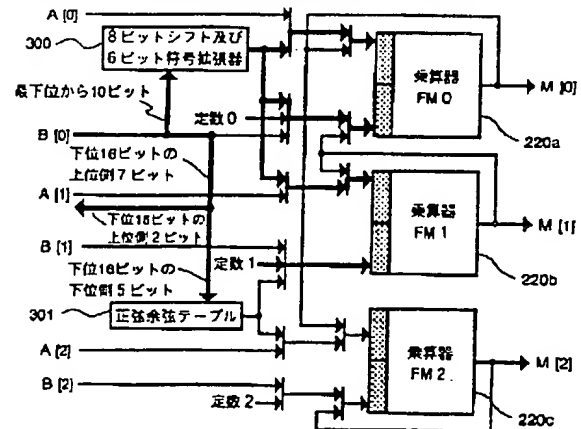 A [0]
300
8ビットシフト及び
6ビット符号拡張器
最下位から10ビット
B [0]
定数0
下位16ビットの
上位側7ビット
A [1]
下位16ビットの
上位側2ビット
B [1]
定数1
下位16ビットの
下位側5ビット
301
正弦余弦テーブル
A [2]
B [2]
定数2
乗算器
FM 0
M [0]
220a
乗算器
FM 1
M [1]
220b
乗算器
FM 2
M [2]
220c